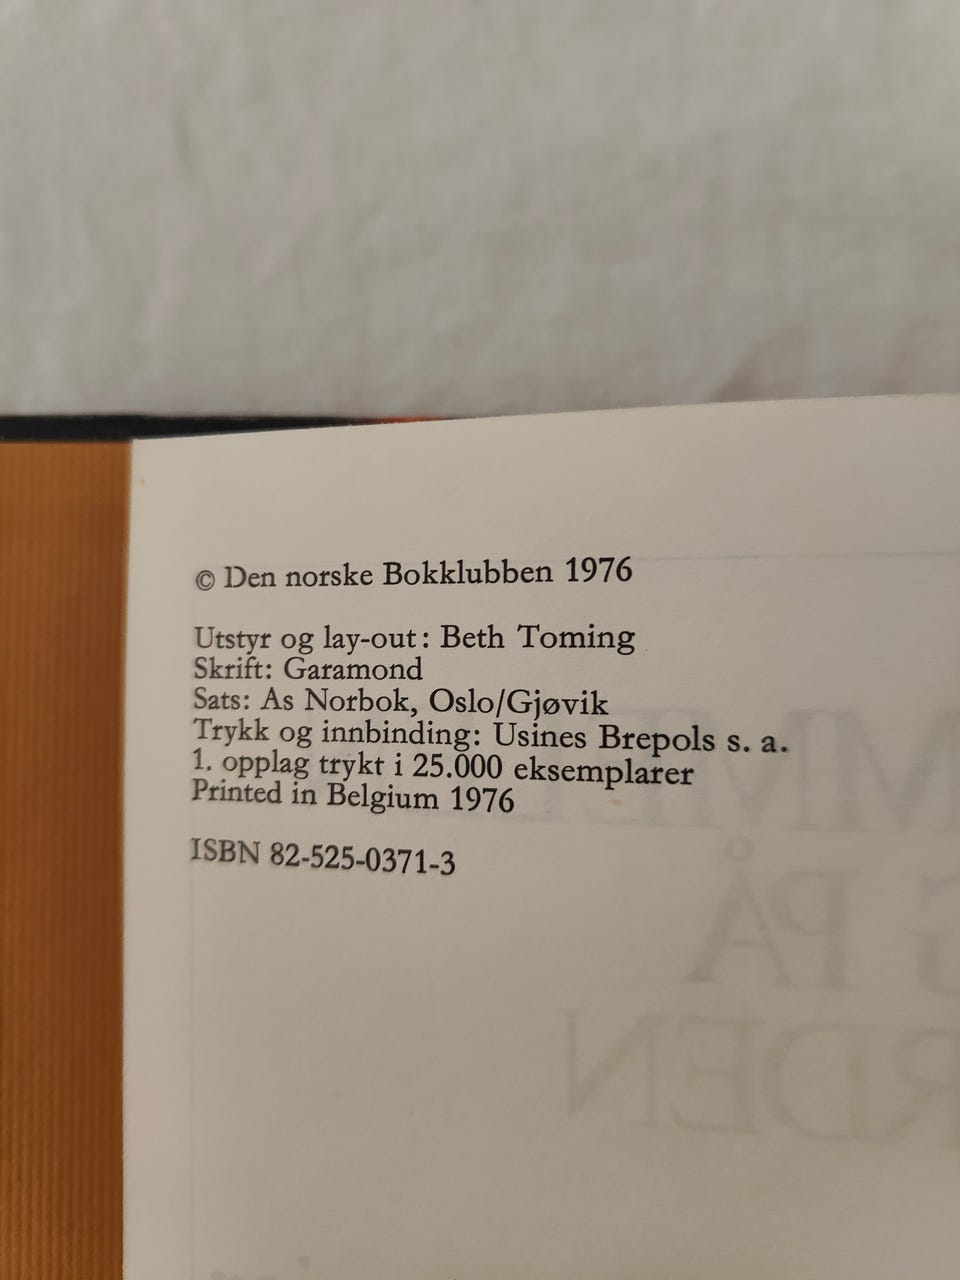 © Den norske Bokklubben 1976
Utstyr og lay-out: Beth Toming
Skrift: Garamond
Sats: As Norbok, Oslo/Gjøvik
Trykk og innbinding: Usines Brepols s. a.
1. opplag trykt i 25.000 eksemplarer
Printed in Belgium 1976
ISBN 82-525-0371-3
PÅ